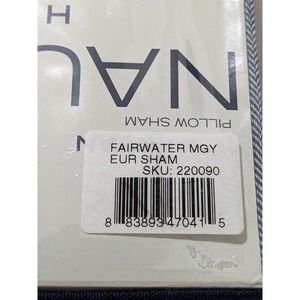 H
NAU
PILLOW SHAM
N
FAIRWATER MGY
EUR SHAM
SKU: 220090
8 83893 47041 5